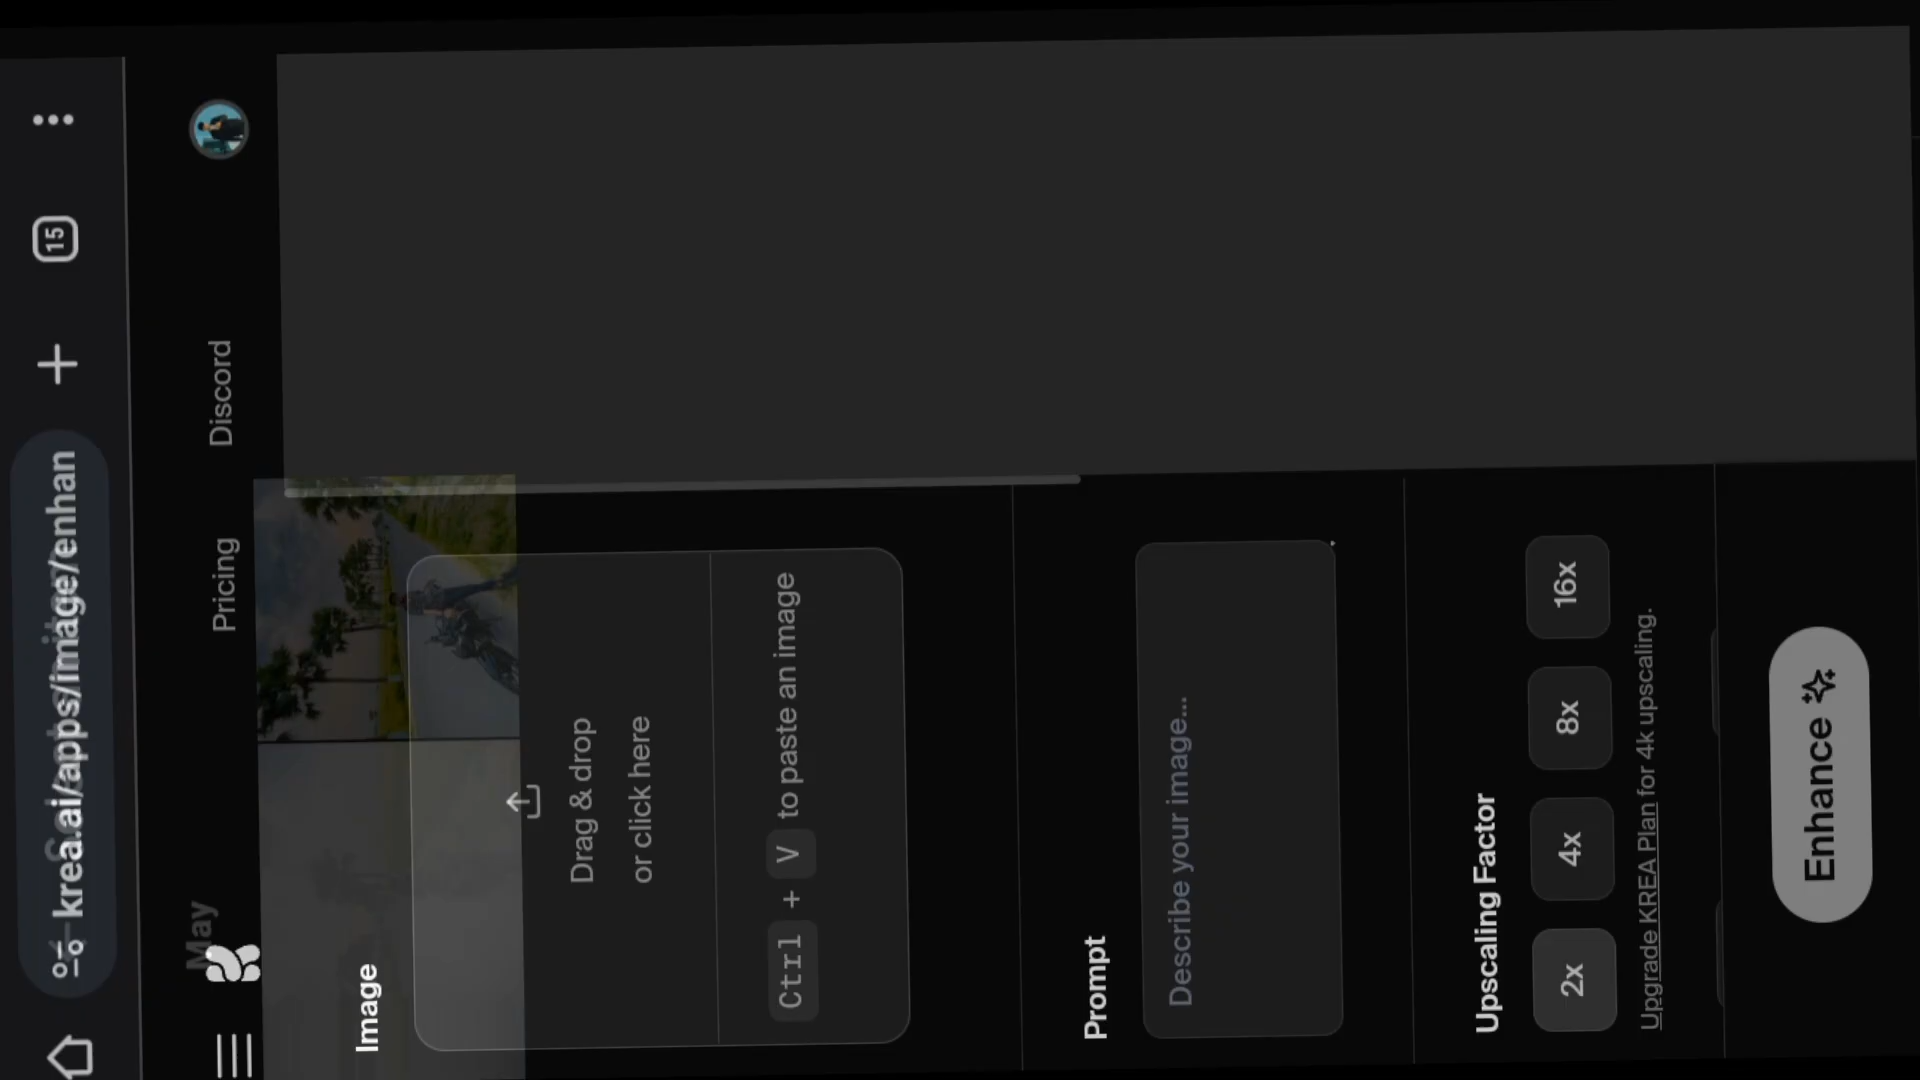 krea.ai/apps/image/enhan
15
May
Pricing
Discord
Image
Drag & drop
or click here
Ctrl + V to paste an image
Prompt
Describe your image...
Upscaling Factor
2x
4x
8x
16x
Upgrade KREA Plan for 4k upscaling.
Enhance